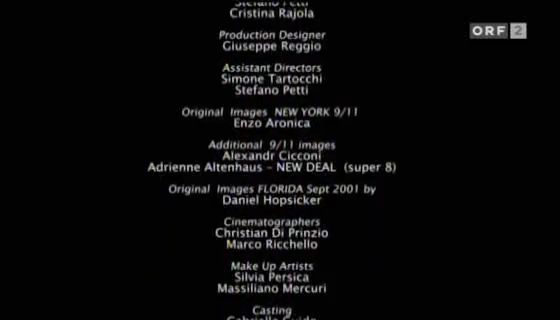 Stefano Petti
Cristina Rajola
ORF 2
Production Designer
Giuseppe Reggio
Assistant Directors
Simone Tartocchi
Stefano Petti
Original Images NEW YORK 9/11
Enzo Aronica
Additional 9/11 images
Alexandr Cicconi
Adrienne Altenhaus - NEW DEAL (super 8)
Original Images FLORIDA Sept 2001 by
Daniel Hopsicker
Cinematographers
Christian Di Prinzio
Marco Ricchello
Make Up Artists
Silvia Persica
Massiliano Mercuri
Casting